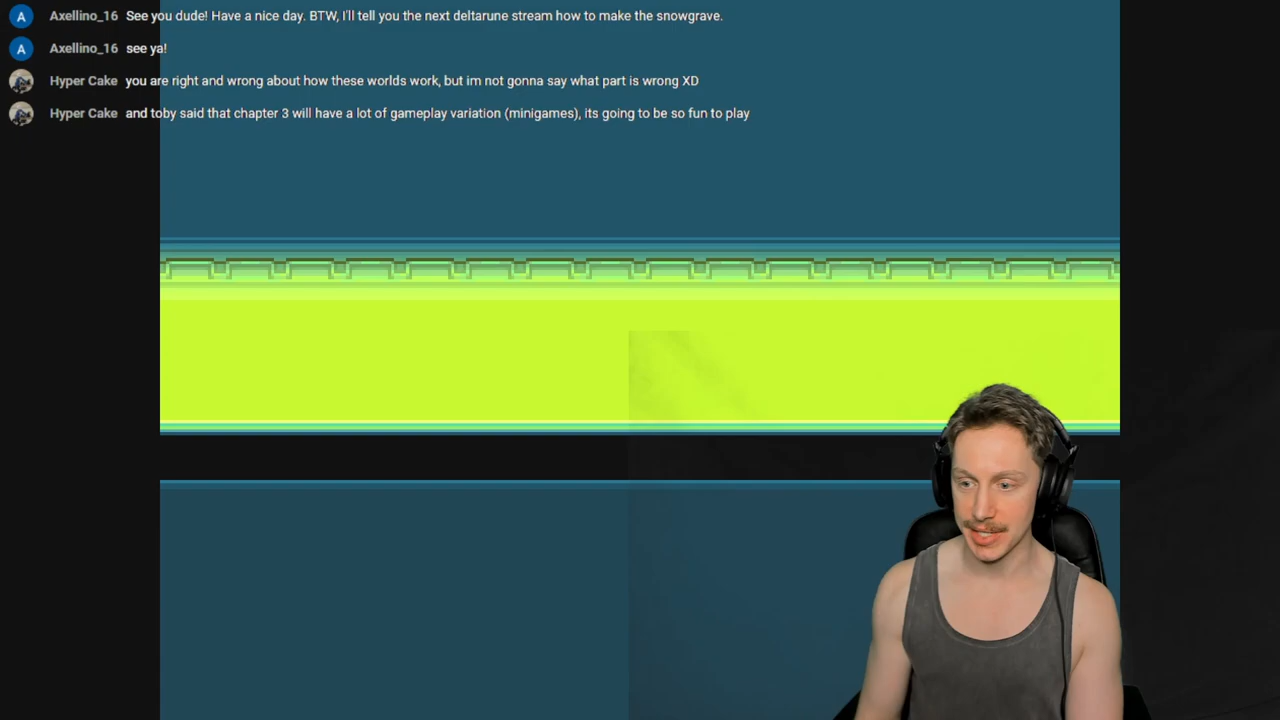 A Axellino_16 See you dude! Have a nice day. BTW, I'll tell you the next deltarune stream how to make the snowgrave.
A Axellino_16 see ya!
Hyper Cake you are right and wrong about how these worlds work, but im not gonna say what part is wrong XD
Hyper Cake and toby said that chapter 3 will have a lot of gameplay variation (minigames), its going to be so fun to play